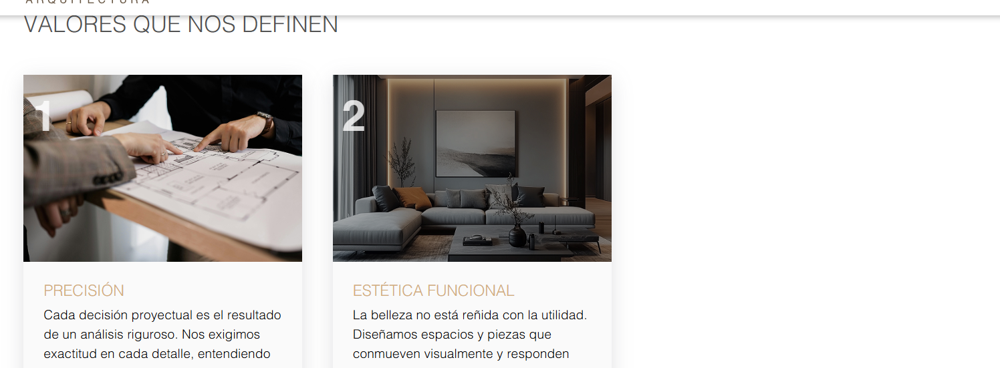 ARQUITECTURA
VALORES QUE NOS DEFINEN
1
2
PRECISIÓN
Cada decisión proyectual es el resultado
de un análisis riguroso. Nos exigimos
exactitud en cada detalle, entendiendo
ESTÉTICA FUNCIONAL
La belleza no está reñida con la utilidad.
Diseñamos espacios y piezas que
conmueven visualmente y responden